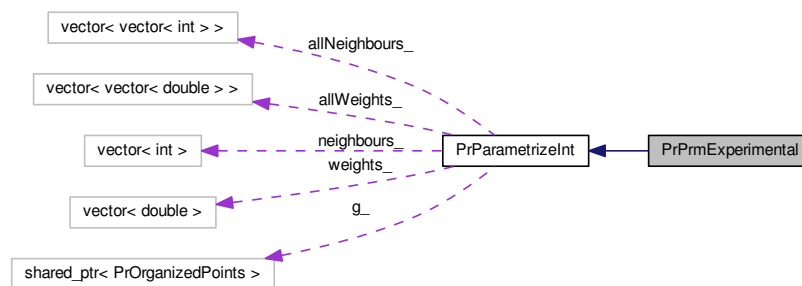 vector< vector< int > >
allNeighbours_
vector< vector< double > >
allWeights_
vector< int >
neighbours_
PrParametrizeInt
PrPrmExperimental
weights_
vector< double >
g_
shared_ptr< PrOrganizedPoints >